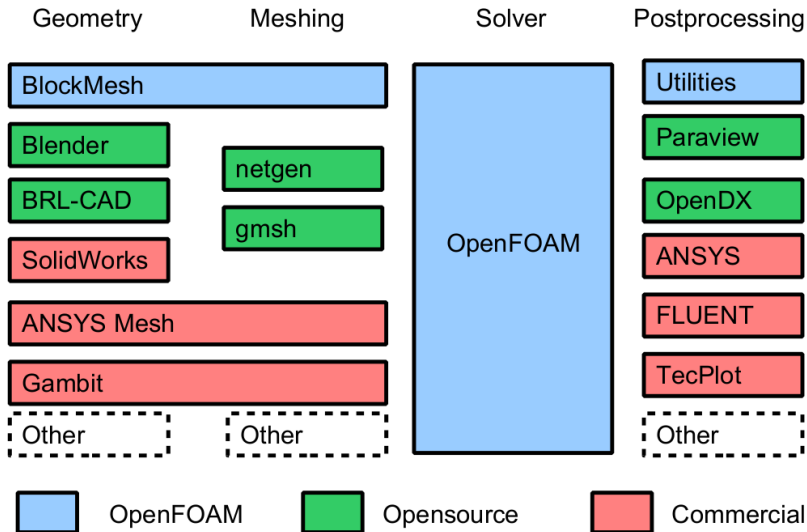 Geometry Meshing Solver Postprocessing
BlockMesh
Utilities
Blender
Paraview
netgen
BRL-CAD
OpenDX
gmsh
OpenFOAM
SolidWorks
ANSYS
ANSYS Mesh
FLUENT
Gambit
TecPlot
Other Other Other
OpenFOAM Opensource Commercial